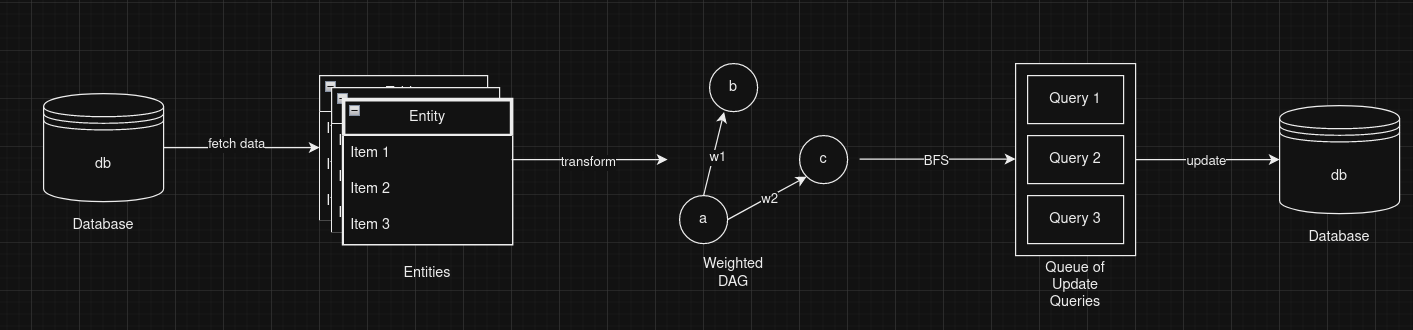 db
Database
fetch data
Entity
Item 1
Item 2
Item 3
Entities
transform
b
w1
c
w2
a
Weighted
DAG
BFS
Query 1
Query 2
Query 3
Queue of
Update
Queries
update
db
Database